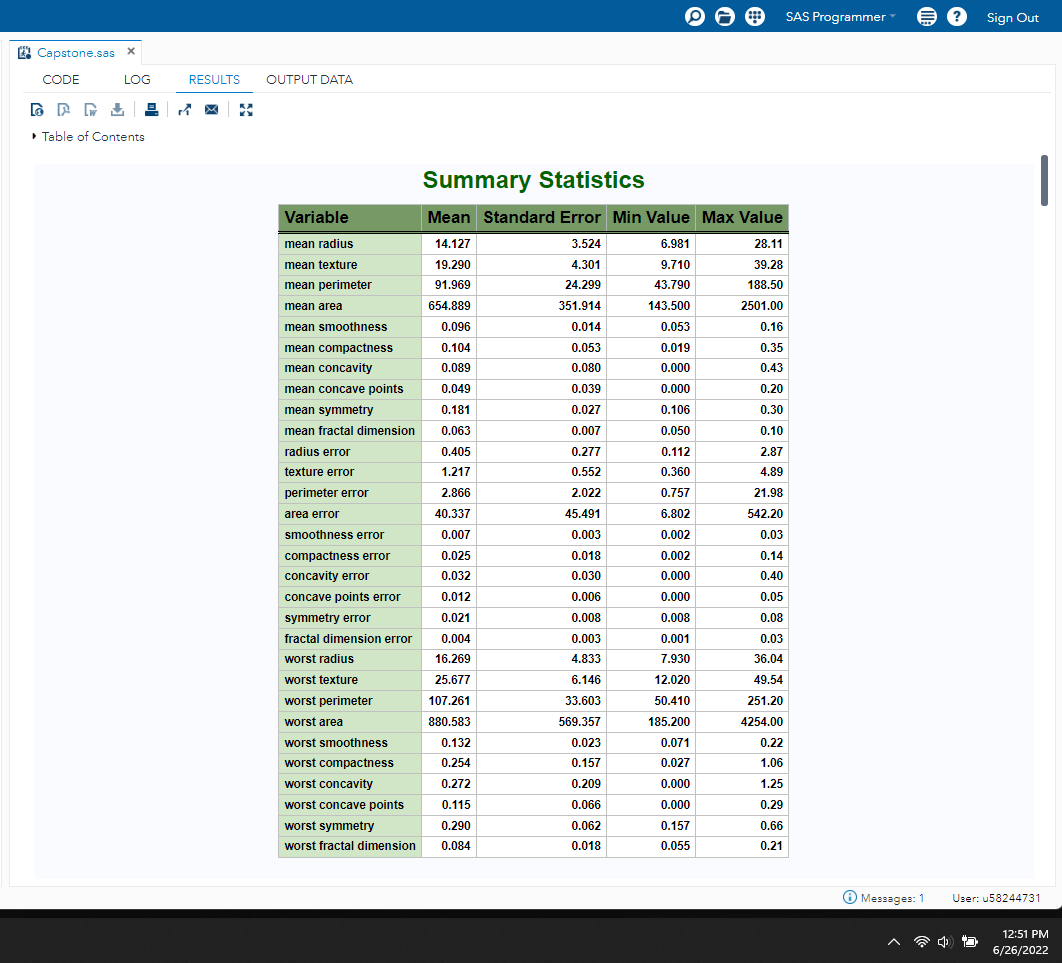 SAS Programmer Sign Out
Capstone.sas ×
CODE LOG RESULTS OUTPUT DATA
Table of Contents
Summary Statistics
Variable Mean Standard Error Min Value Max Value
mean radius 14.127 3.524 6.981 28.11
mean texture 19.290 4.301 9.710 39.28
mean perimeter 91.969 24.299 43.790 188.50
mean area 654.889 351.914 143.500 2501.00
mean smoothness 0.096 0.014 0.053 0.16
mean compactness 0.104 0.053 0.019 0.35
mean concavity 0.089 0.080 0.000 0.43
mean concave points 0.049 0.039 0.000 0.20
mean symmetry 0.181 0.027 0.106 0.30
mean fractal dimension 0.063 0.007 0.050 0.10
radius error 0.405 0.277 0.112 2.87
texture error 1.217 0.552 0.360 4.89
perimeter error 2.866 2.022 0.757 21.98
area error 40.337 45.491 6.802 542.20
smoothness error 0.007 0.003 0.002 0.03
compactness error 0.025 0.018 0.002 0.14
concavity error 0.032 0.030 0.000 0.40
concave points error 0.012 0.006 0.000 0.05
symmetry error 0.021 0.008 0.008 0.08
fractal dimension error 0.004 0.003 0.001 0.03
worst radius 16.269 4.833 7.930 36.04
worst texture 25.677 6.146 12.020 49.54
worst perimeter 107.261 33.603 50.410 251.20
worst area 880.583 569.357 185.200 4254.00
worst smoothness 0.132 0.023 0.071 0.22
worst compactness 0.254 0.157 0.027 1.06
worst concavity 0.272 0.209 0.000 1.25
worst concave points 0.115 0.066 0.000 0.29
worst symmetry 0.290 0.062 0.157 0.66
worst fractal dimension 0.084 0.018 0.055 0.21
Messages: 1 User: u58244731
12:51 PM
6/26/2022